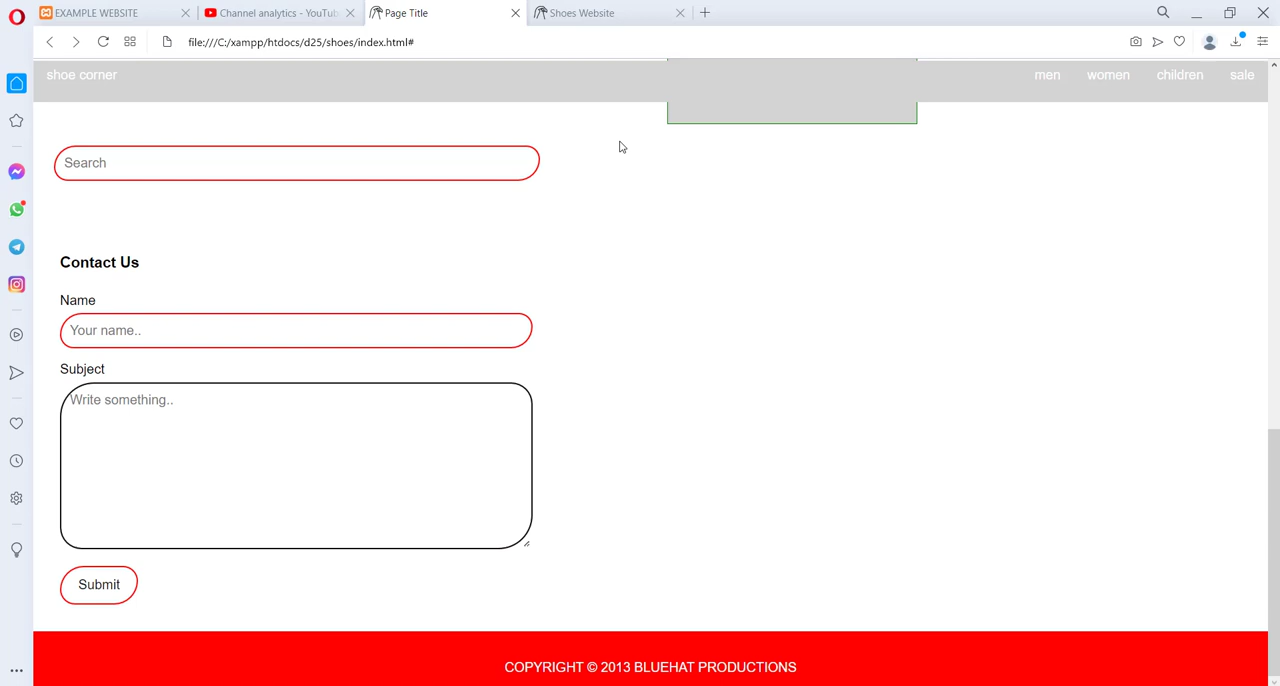 EXAMPLE WEBSITE
Channel analytics - YouTub
Page Title
Shoes Website
file:///C:/xampp/htdocs/d25/shoes/index.html#
shoe corner
men
women
children
sale
Search
Contact Us
Name
Your name..
Subject
Write something..
Submit
COPYRIGHT © 2013 BLUEHAT PRODUCTIONS